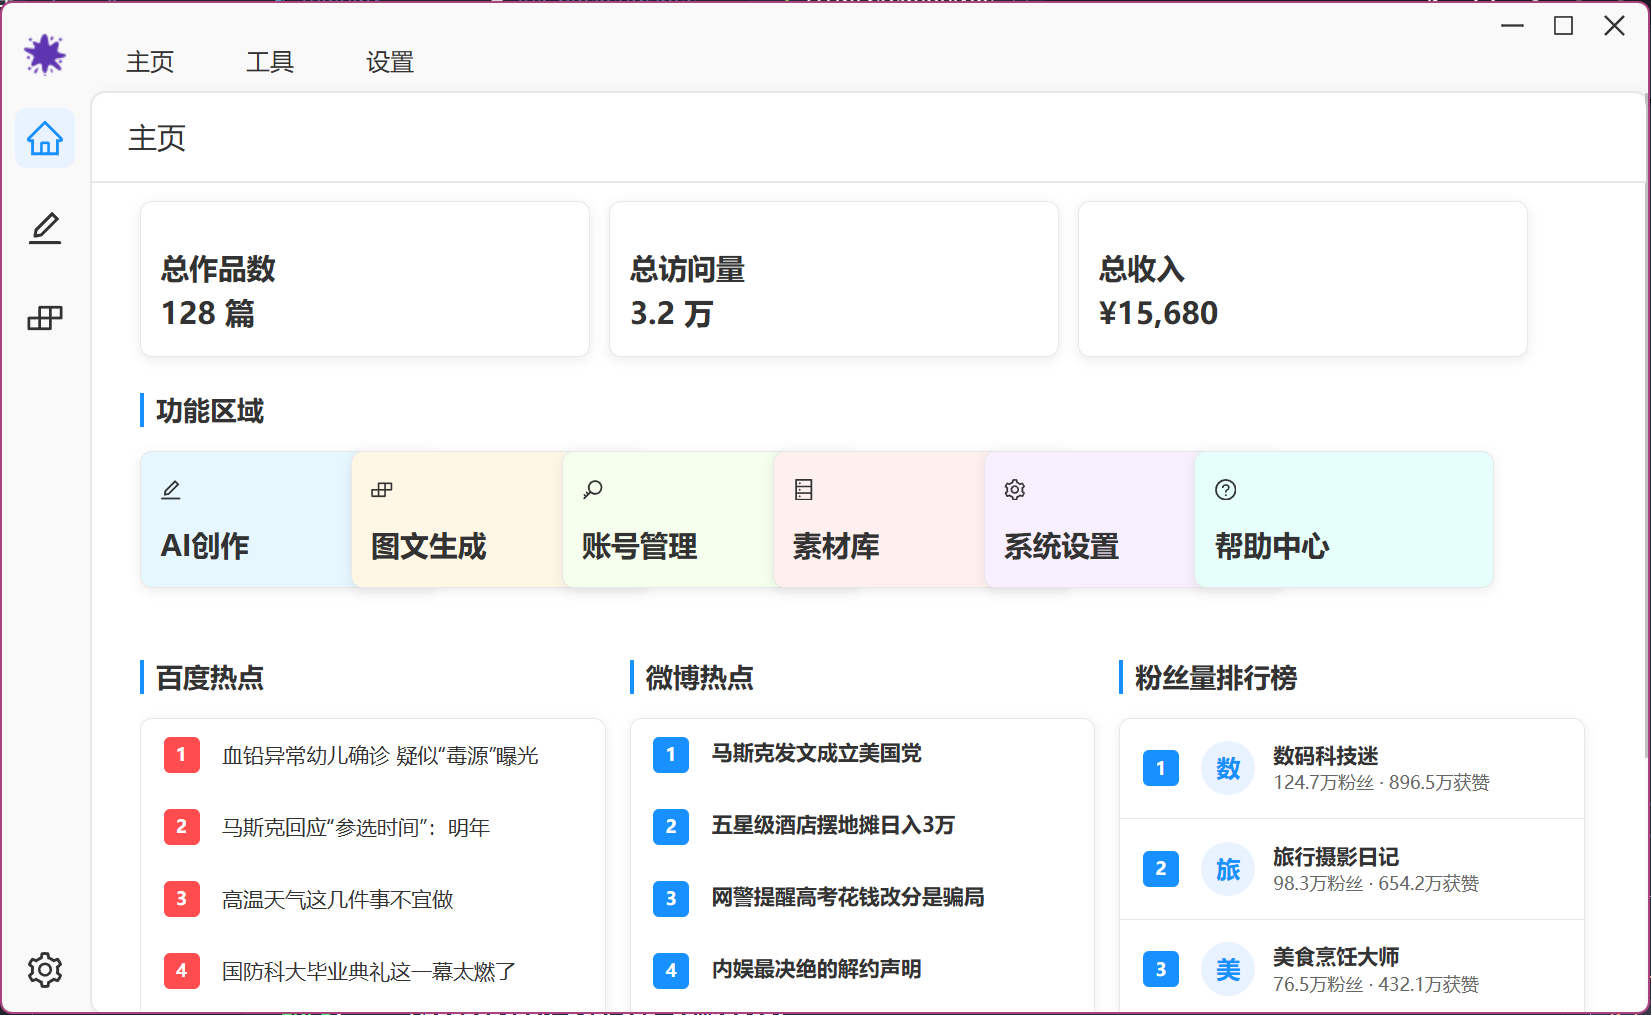 主页
工具
设置
主页
总作品数
128 篇
总访问量
3.2 万
总收入
¥15,680
功能区域
AI创作
图文生成
账号管理
素材库
系统设置
帮助中心
百度热点
1 血铅异常幼儿确诊 疑似“毒源”曝光
2 马斯克回应“参选时间”：明年
3 高温天气这几件事不宜做
4 国防科大毕业典礼这一幕太燃了
微博热点
1 马斯克发文成立美国党
2 五星级酒店摆地摊日入3万
3 网警提醒高考花钱改分是骗局
4 内娱最决绝的解约声明
粉丝量排行榜
1 数 数码科技迷
124.7万粉丝 · 896.5万获赞
2 旅 旅行摄影日记
98.3万粉丝 · 654.2万获赞
3 美 美食烹饪大师
76.5万粉丝 · 432.1万获赞